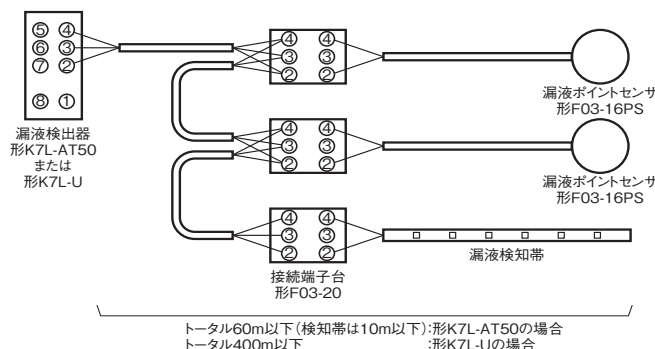 ⑤ ④
⑥ ③
⑦ ②
⑧ ①
漏液検出器
形K7L-AT50
または
形K7L-U
④ ④
③ ③
② ②
漏液ポイントセンサ
形F03-16PS
④ ④
③ ③
② ②
漏液ポイントセンサ
形F03-16PS
④ ④
③ ③
② ②
接続端子台
形F03-20
漏液検知帯
トータル60m以下(検知帯は10m以下):形K7L-AT50の場合
トータル400m以下 :形K7L-Uの場合